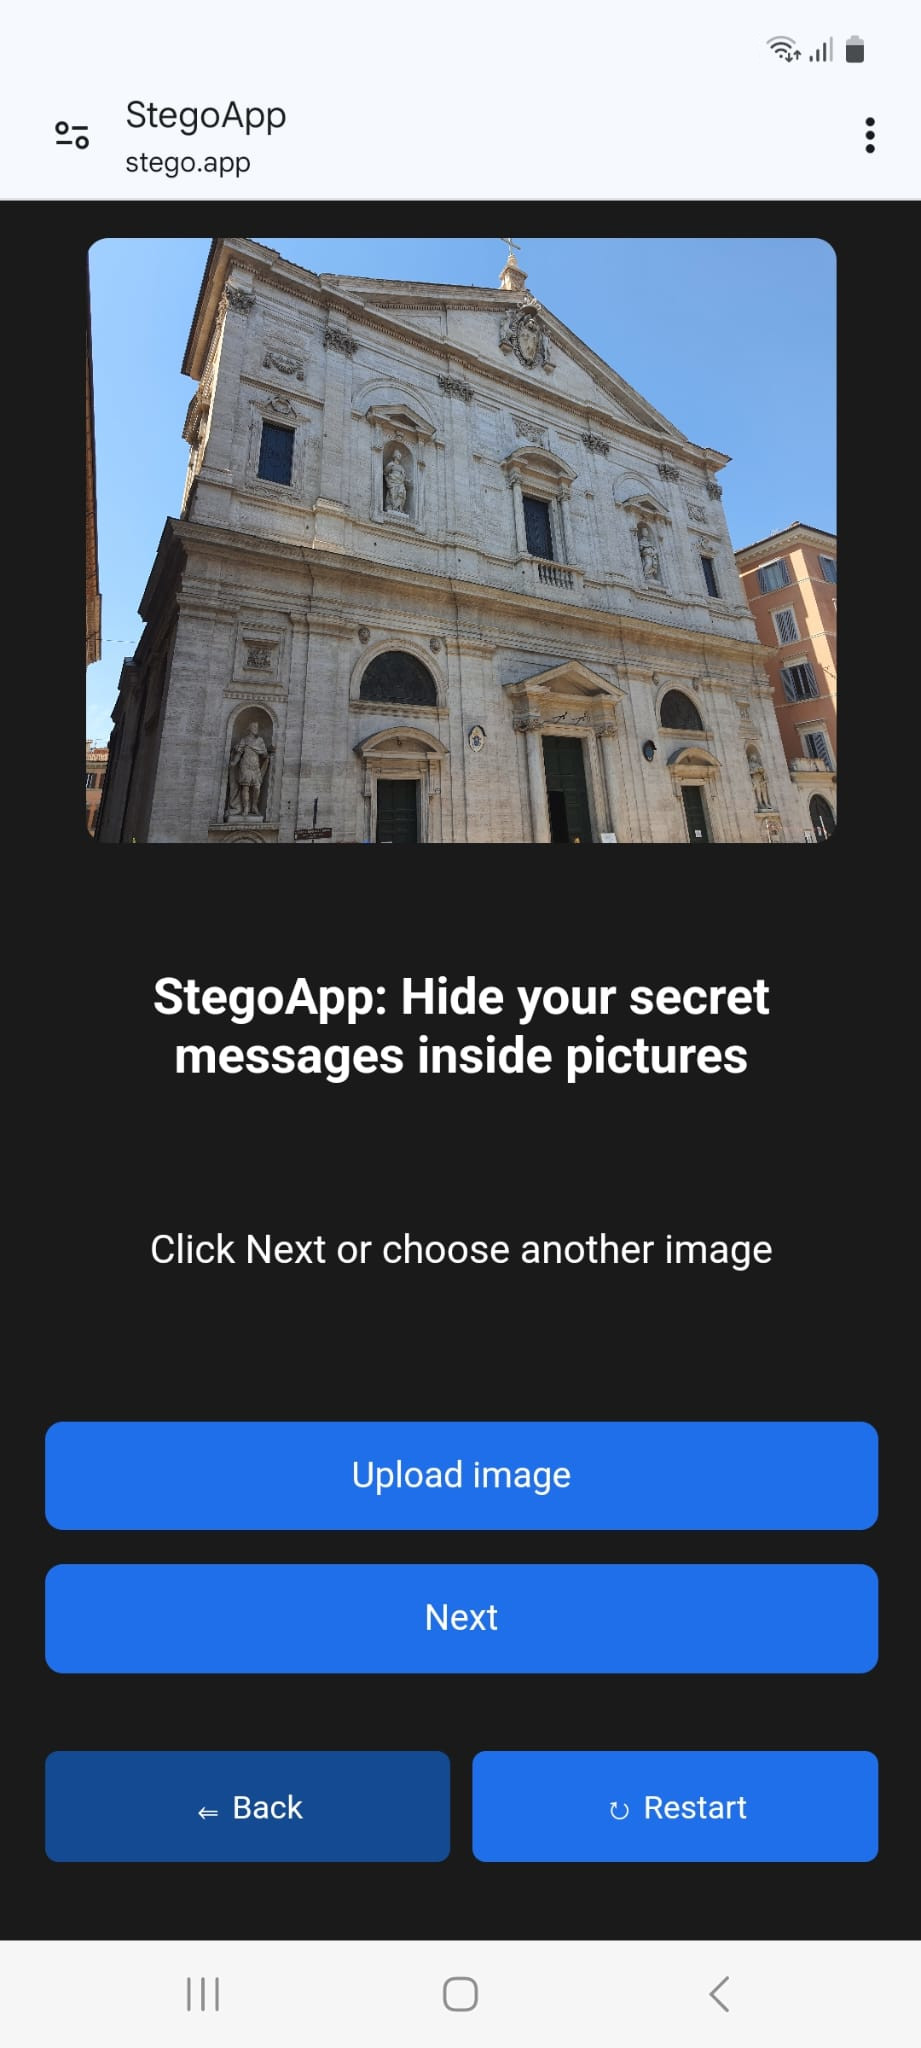 StegoApp
stego.app
StegoApp: Hide your secret
messages inside pictures
Click Next or choose another image
Upload image
Next
⇐ Back
↻ Restart